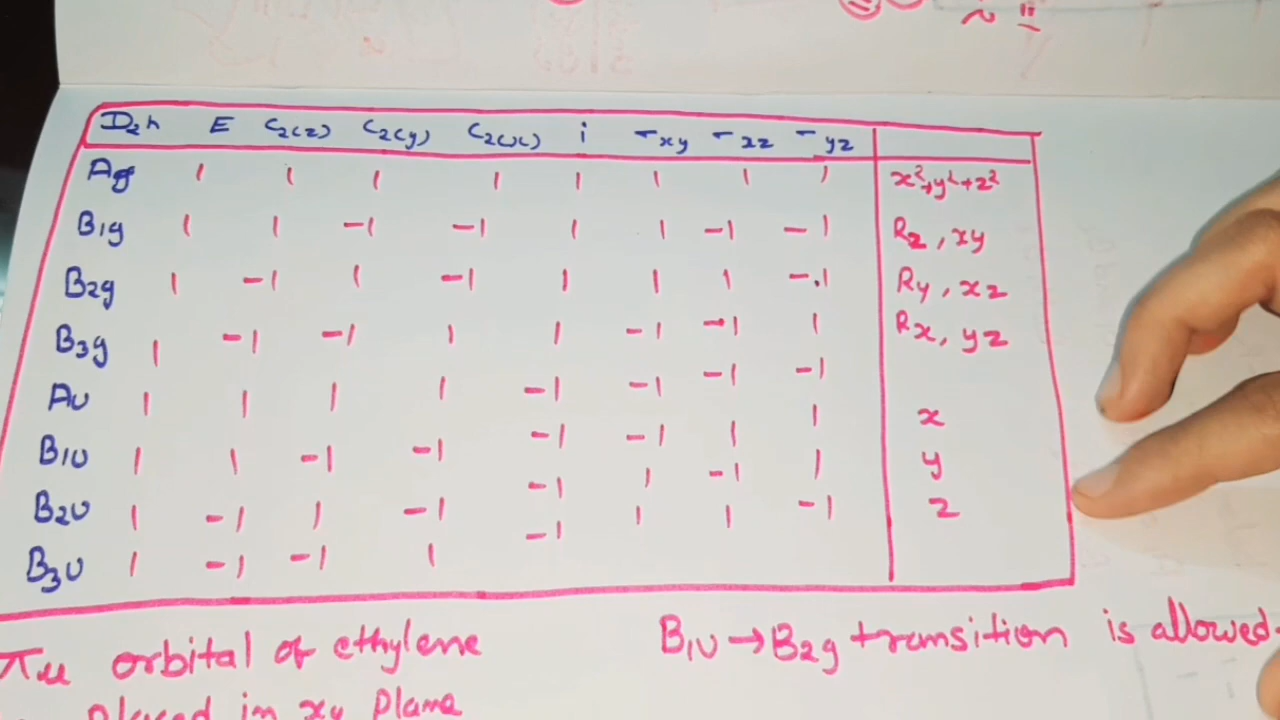 D2h E C2(z) C2(y) C2(x) i σxy σxz σyz
Ag 1 1 1 1 1 1 1 1 x²+y²+z²
B1g 1 1 -1 -1 1 1 -1 -1 Rz, xy
B2g 1 -1 1 -1 1 1 1 -1 Ry, xz
B3g 1 -1 -1 1 1 -1 -1 1 Rx, yz
Au 1 1 1 1 -1 -1 -1 -1
B1u 1 1 -1 -1 -1 -1 1 1 x
B2u 1 -1 1 -1 -1 1 -1 1 y
B3u 1 -1 -1 1 -1 1 1 -1 z
πu orbital of ethylene
B1u → B2g transition is allowed.
placed in xy plane